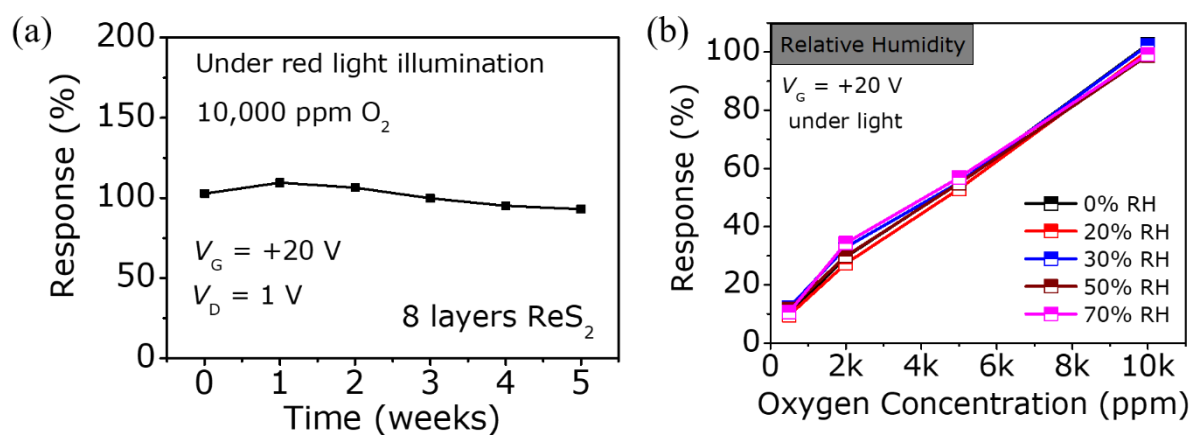 (a)
200
150
100
50
0
Response (%)
Under red light illumination
10,000 ppm O₂
V_G = +20 V
V_D = 1 V
8 layers ReS₂
0 1 2 3 4 5
Time (weeks)
(b)
100
80
60
40
20
0
Response (%)
Relative Humidity
V_G = +20 V
under light
0% RH
20% RH
30% RH
50% RH
70% RH
0 2k 4k 6k 8k 10k
Oxygen Concentration (ppm)